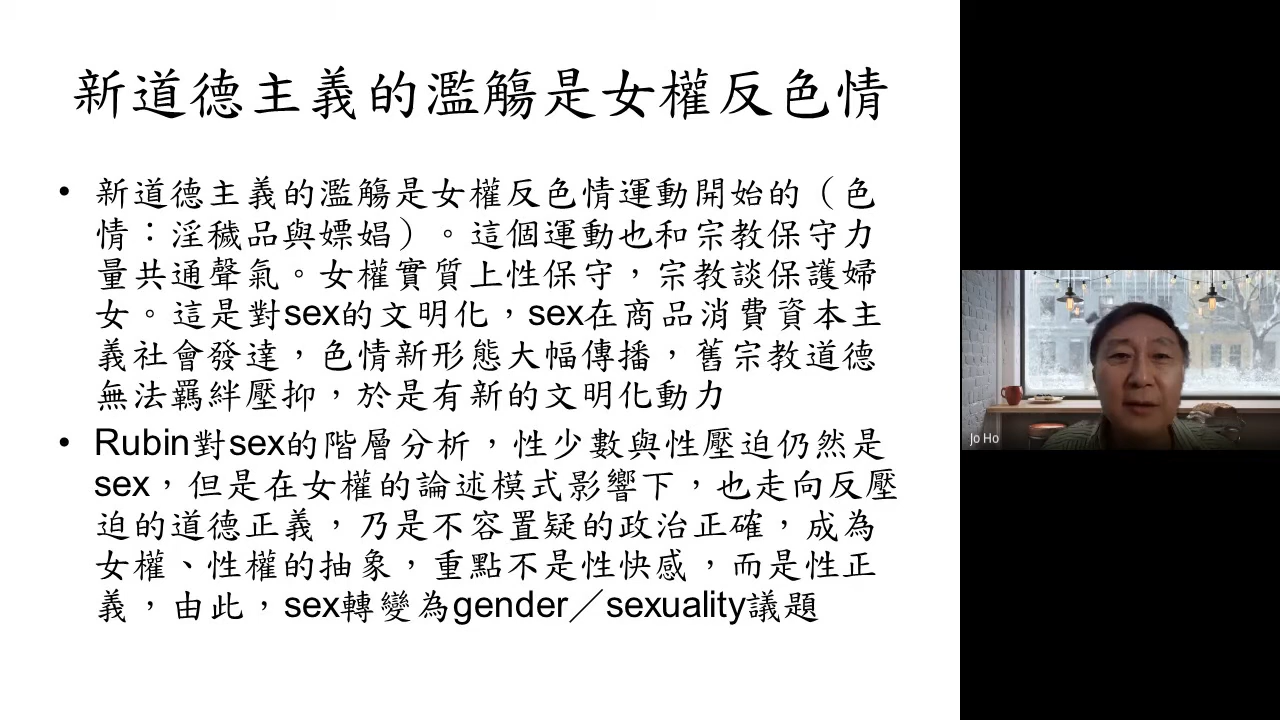 新道德主義的濫觴是女權反色情
• 新道德主義的濫觴是女權反色情運動開始的（色
情：淫穢品與嫖娼）。這個運動也和宗教保守力
量共通聲氣。女權實質上性保守，宗教談保護婦
女。這是對sex的文明化，sex在商品消費資本主
義社會發達，色情新形態大幅傳播，舊宗教道德
無法羈絆壓抑，於是有新的文明化動力
• Rubin對sex的階層分析，性少數與性壓迫仍然是
sex，但是在女權的論述模式影響下，也走向反壓
迫的道德正義，乃是不容置疑的政治正確，成為
女權、性權的抽象，重點不是性快感，而是性正
義，由此，sex轉變為gender／sexuality議題
Jo Ho